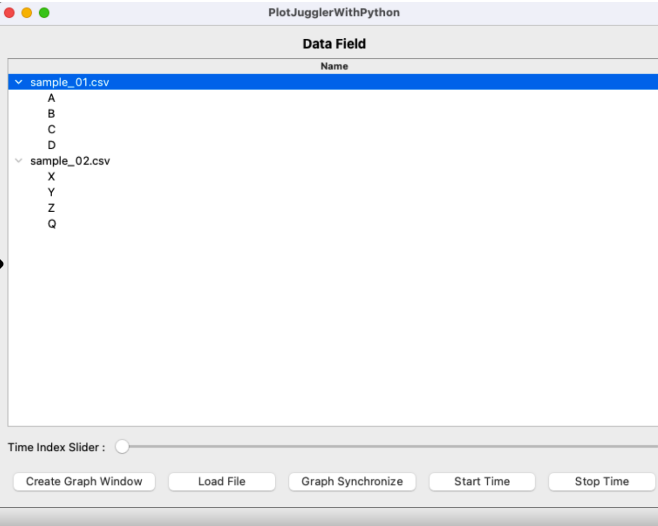 PlotJugglerWithPython
Data Field
Name
sample_01.csv
A
B
C
D
sample_02.csv
X
Y
Z
Q
Time Index Slider :
Create Graph Window Load File Graph Synchronize Start Time Stop Time